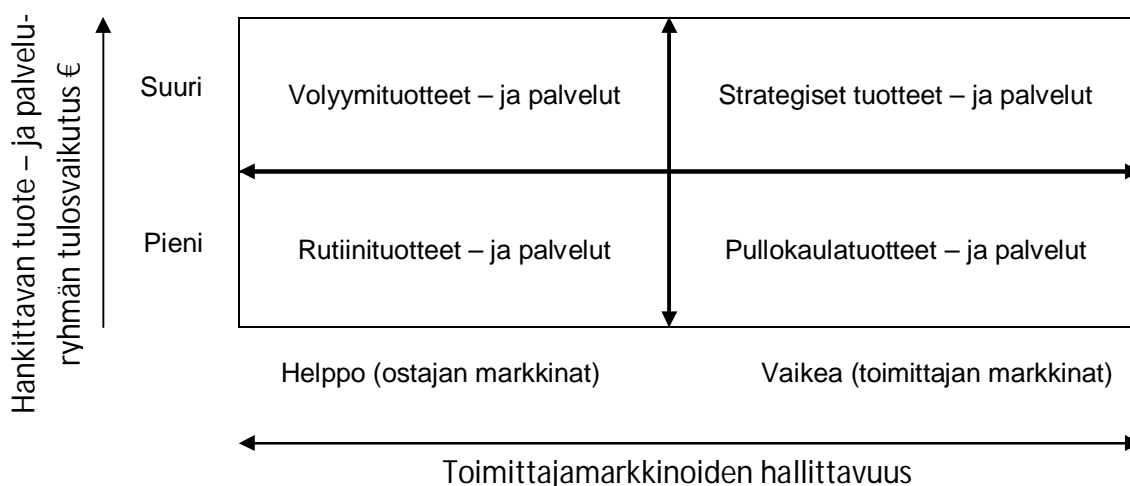 Hankittavan tuote – ja palvelu-
ryhmän tulosvaikutus €
Suuri
Volyymituotteet – ja palvelut
Strategiset tuotteet – ja palvelut
Pieni
Rutiinituotteet – ja palvelut
Pullokaulatuotteet – ja palvelut
Helppo (ostajan markkinat)
Vaikea (toimittajan markkinat)
Toimittajamarkkinoiden hallittavuus